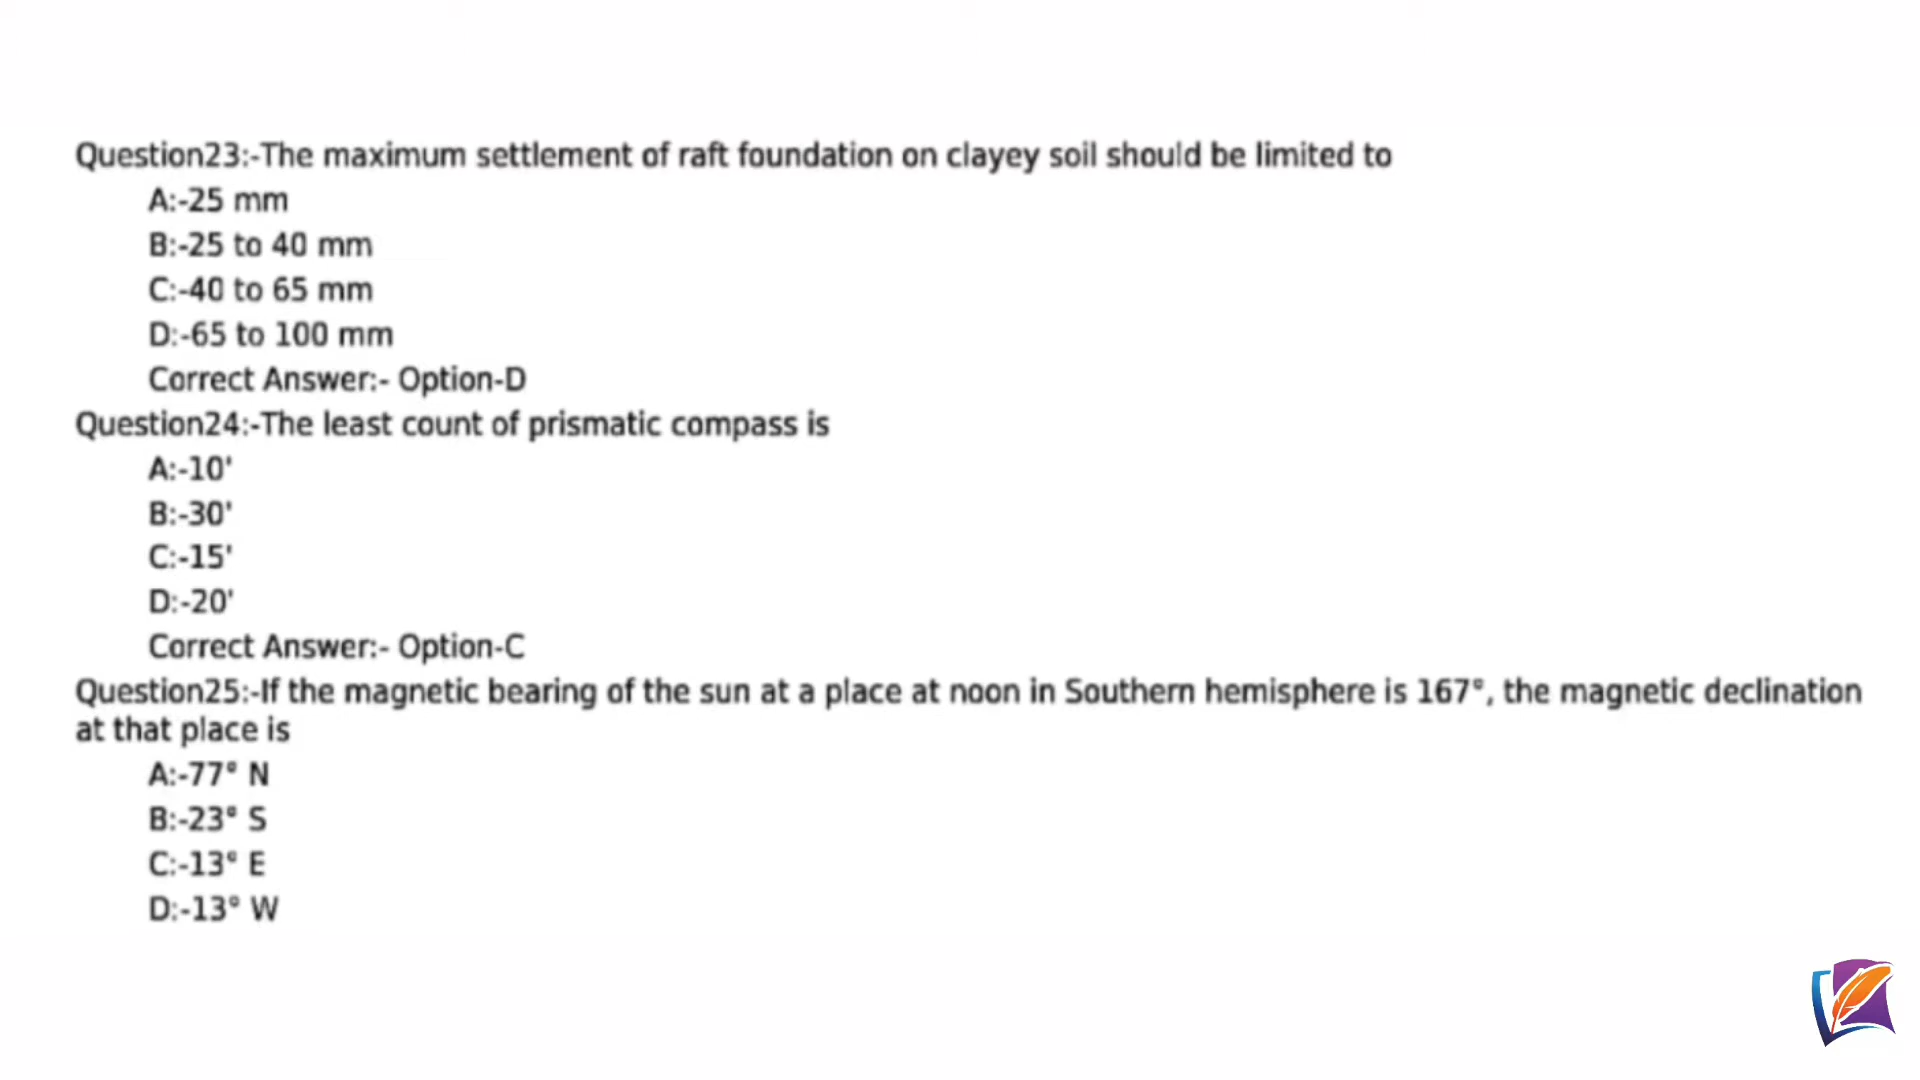 Question23:-The maximum settlement of raft foundation on clayey soil should be limited to
A:-25 mm
B:-25 to 40 mm
C:-40 to 65 mm
D:-65 to 100 mm
Correct Answer:- Option-D
Question24:-The least count of prismatic compass is
A:-10'
B:-30'
C:-15'
D:-20'
Correct Answer:- Option-C
Question25:-If the magnetic bearing of the sun at a place at noon in Southern hemisphere is 167°, the magnetic declination
at that place is
A:-77° N
B:-23° S
C:-13° E
D:-13° W